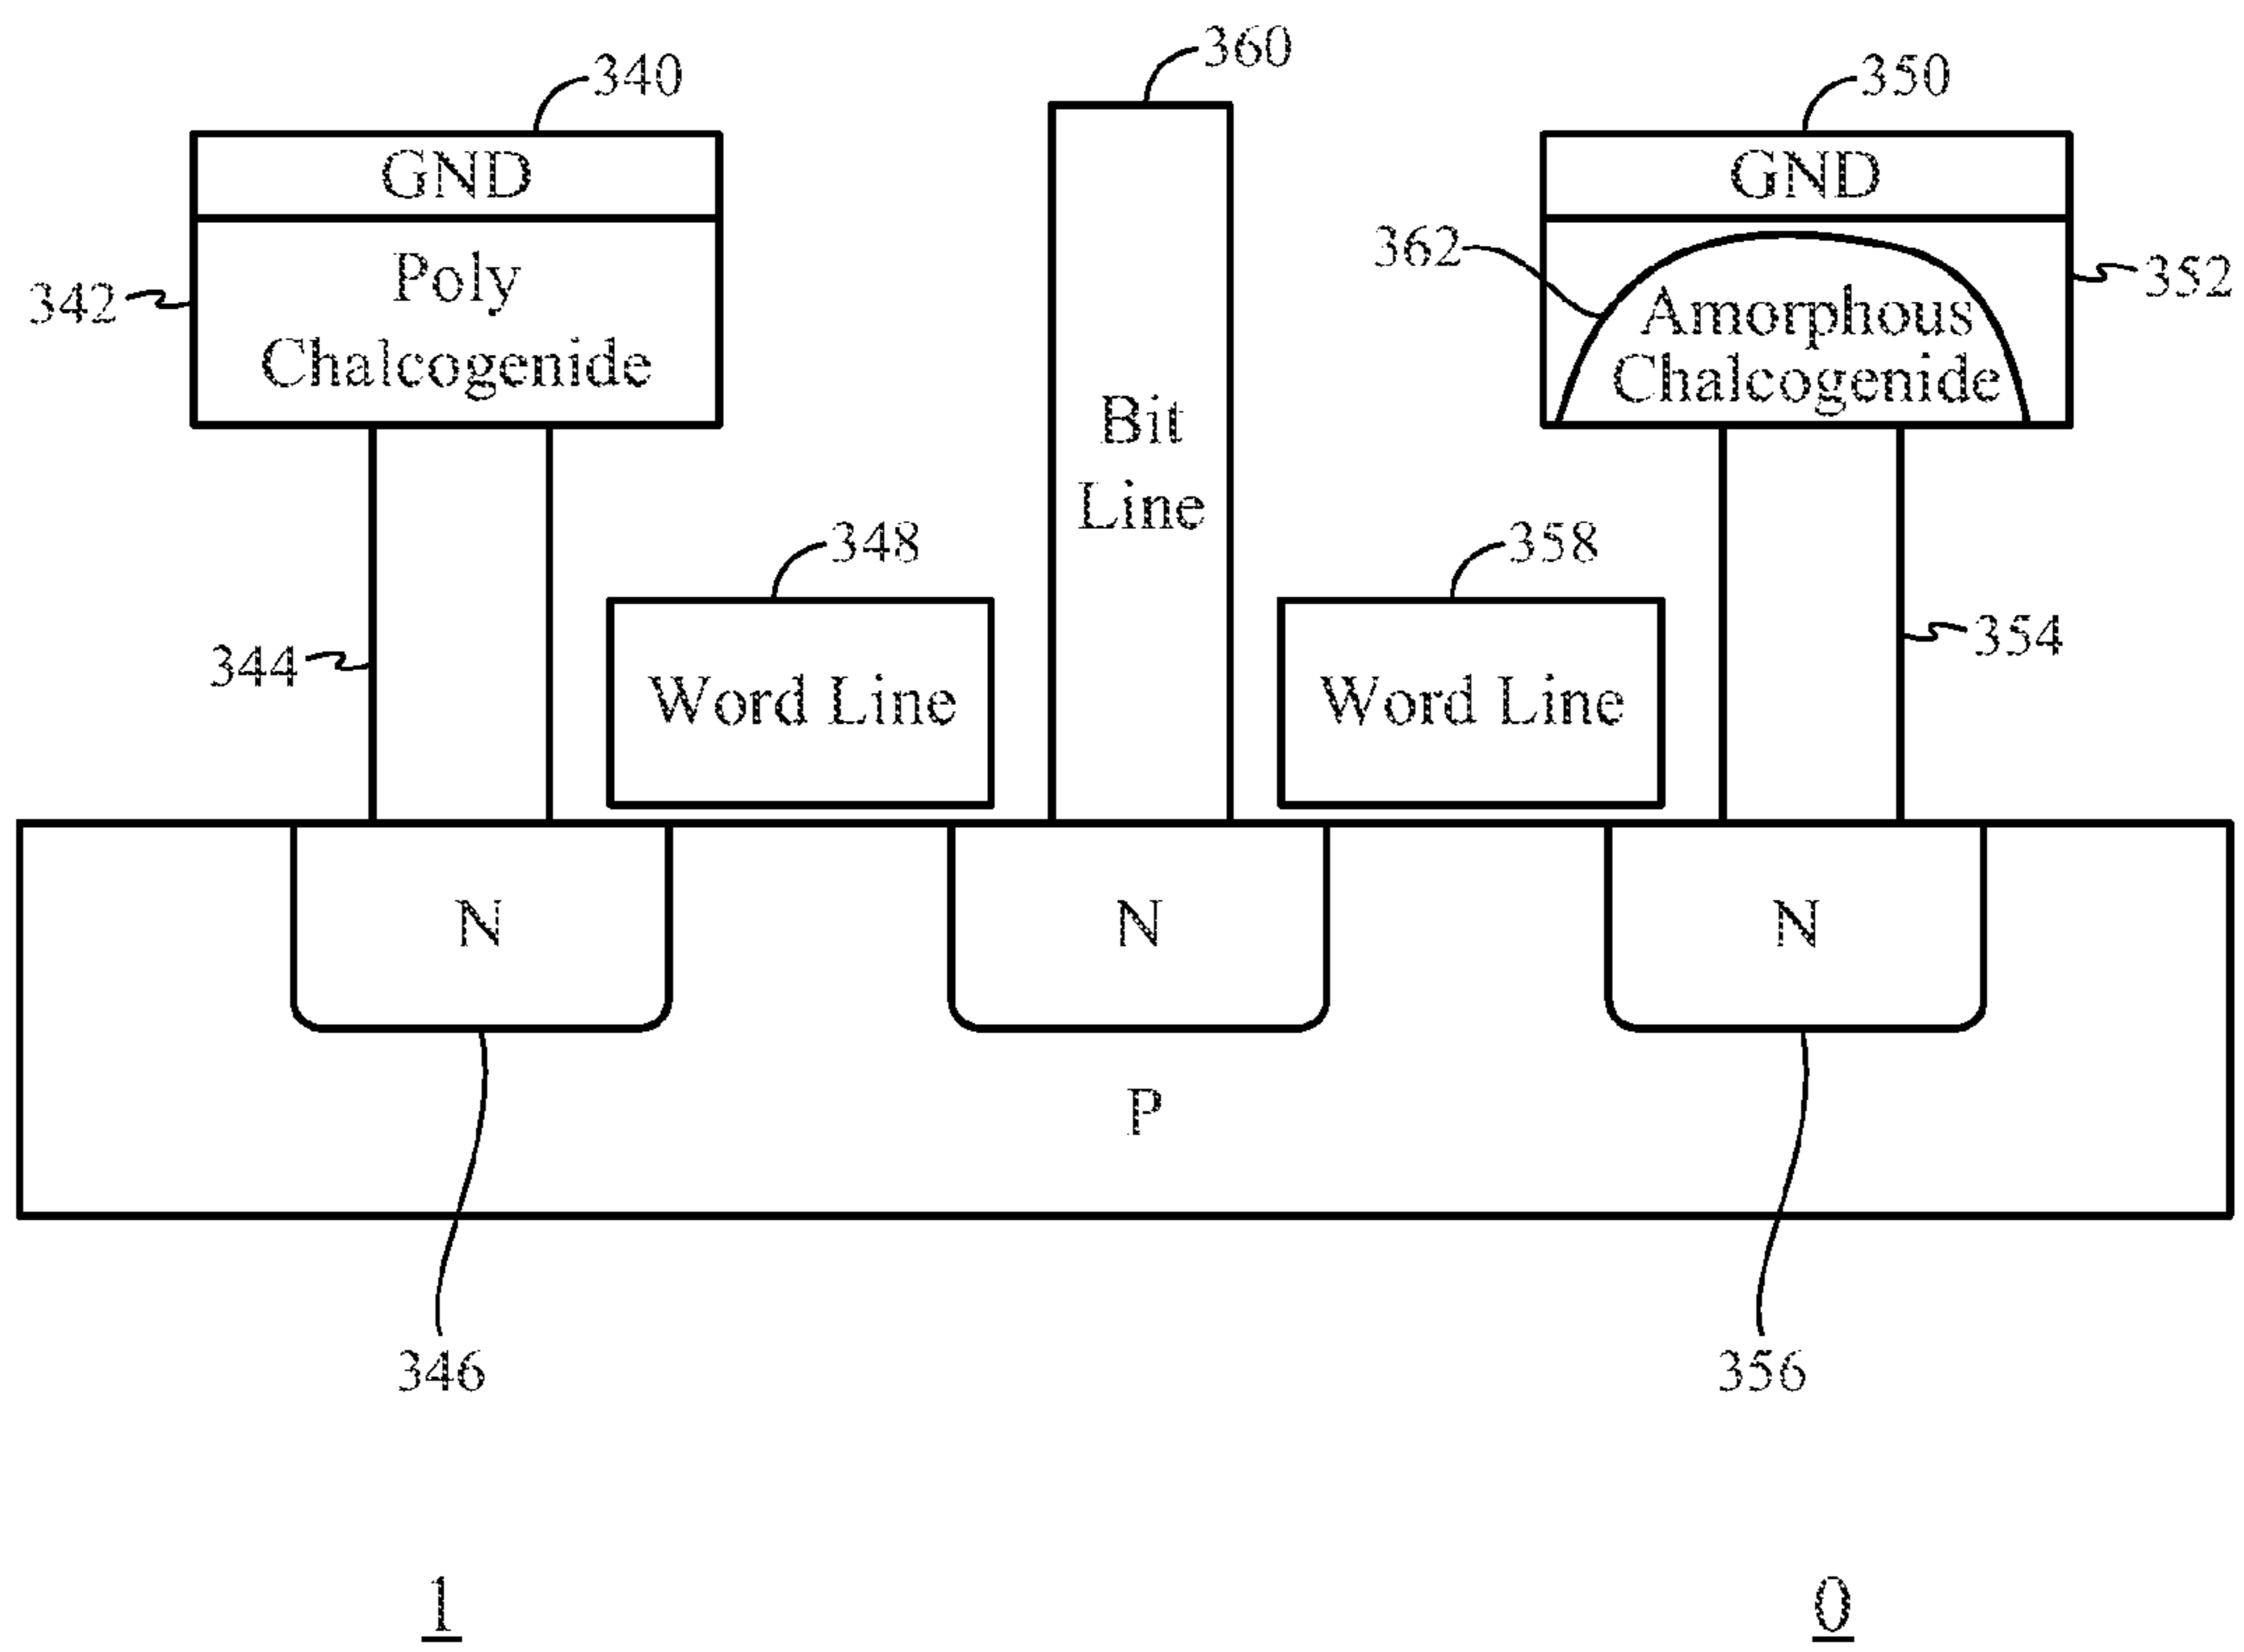 360
340
350
GND
GND
362
352
342
Poly
Chalcogenide
Amorphous
Chalcogenide
Bit
Line
348
358
344
354
Word Line
Word Line
N
N
N
P
346
356
1
0